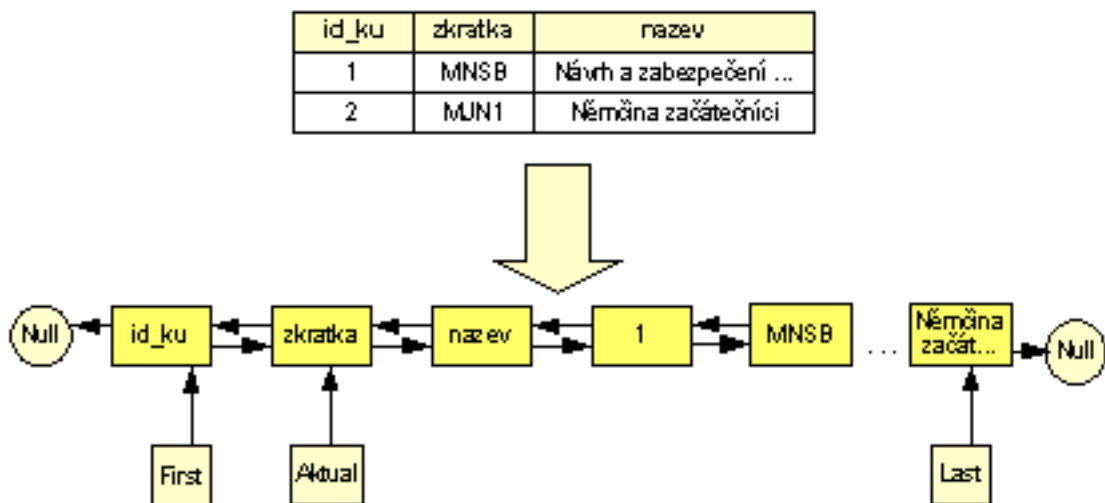 id_ku zkratka nazev
1 MNSB Návrh a zabezpečení ...
2 MJN1 Němčina začátečníci
Null id_ku zkratka nazev 1 MNSB ... Němčina začát... Null
First Aktual Last